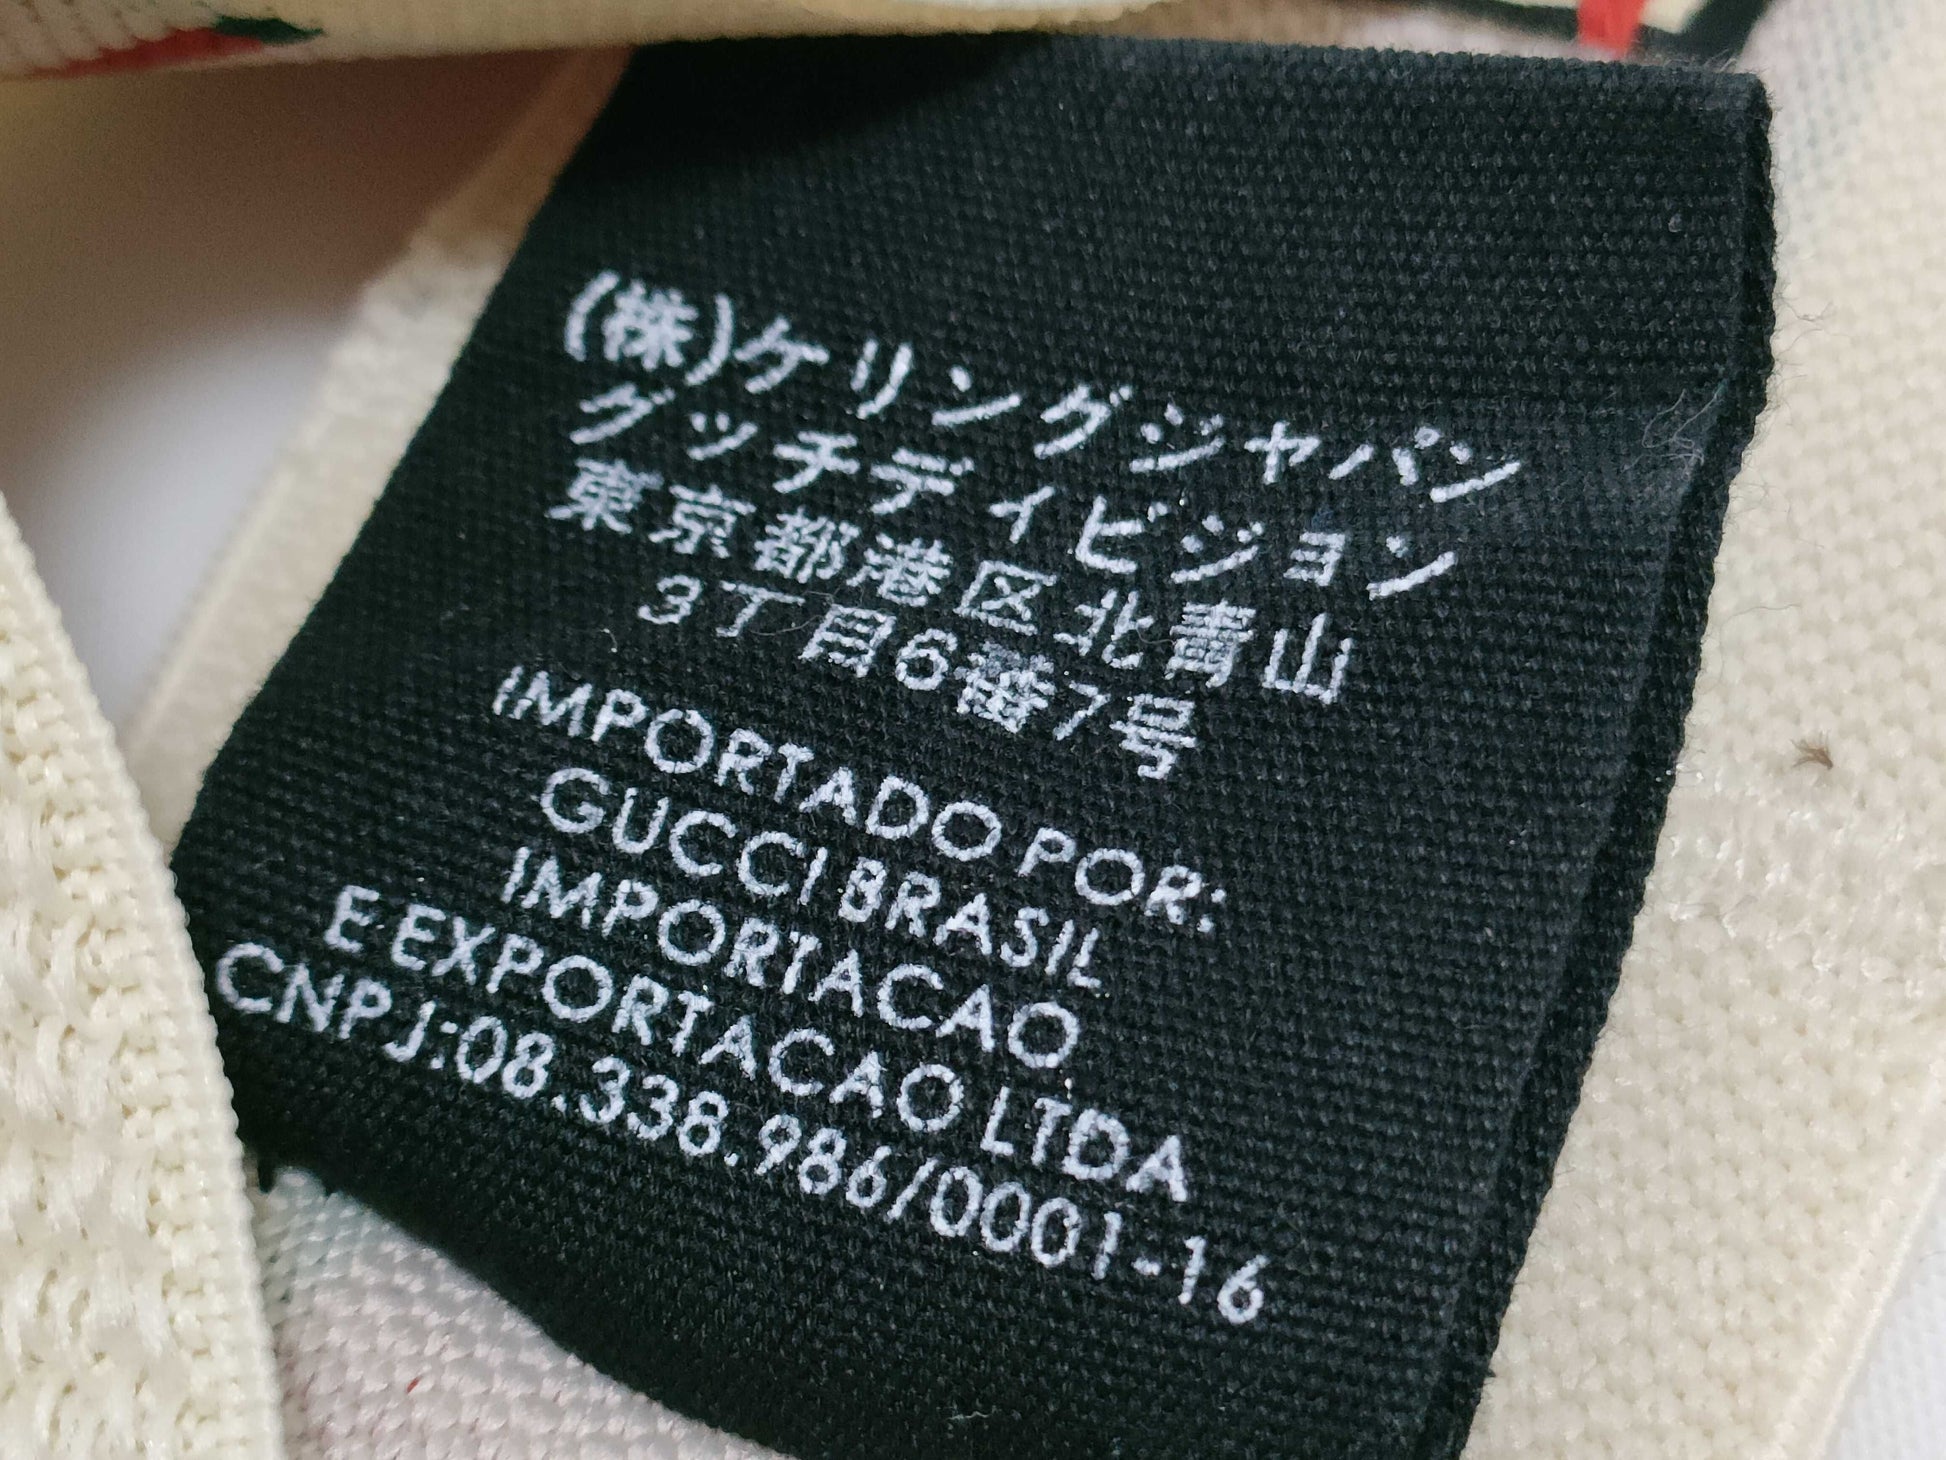 (株)ケリングジャパン
グッチディビジョン
東京都港区北青山
3丁目6番7号
IMPORTADO POR:
GUCCI BRASIL
IMPORTACAO
E EXPORTACAO LTDA
CNPJ:08.338.986/0001-16